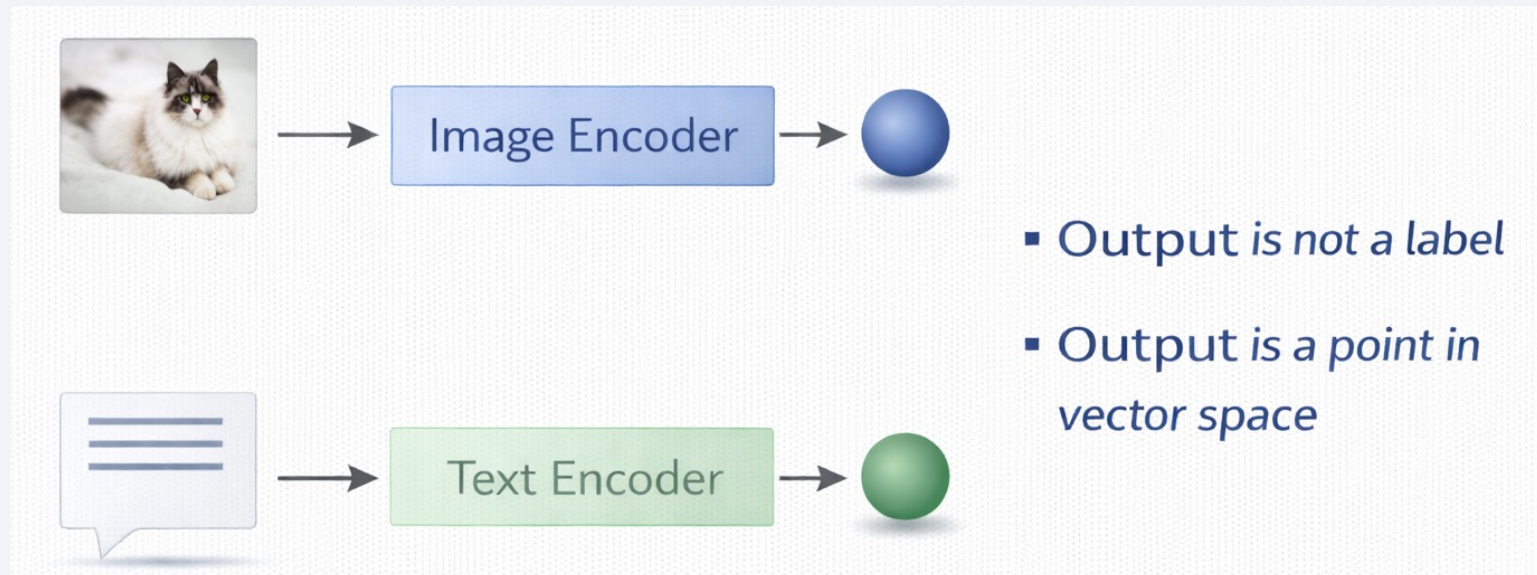 Image Encoder
▪ Output is not a label
▪ Output is a point in
vector space
Text Encoder